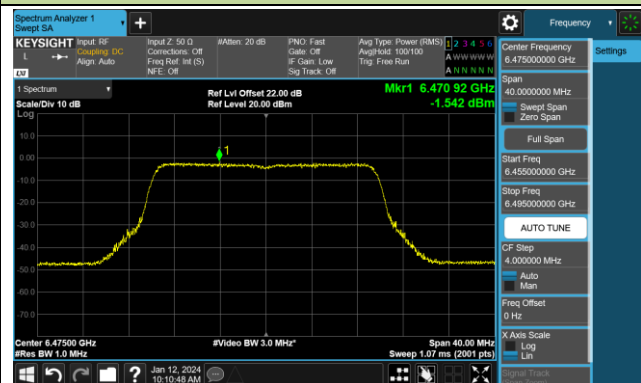 Spectrum Analyzer 1
Swept SA
Frequency
KEYSIGHT
L
LXI
Input: RF
Coupling: DC
Align: Auto
Input Z: 50 Ω
Corrections: Off
Freq Ref: Int (S)
NFE: Off
#Atten: 20 dB
PNO: Fast
Gate: Off
IF Gain: Low
Sig Track: Off
Avg Type: Power (RMS)
Avg|Hold: 100/100
Trig: Free Run
1 2 3 4 5 6
A W W W W W
A N N N N N
Center Frequency
6.475000000 GHz
Settings
Span
40.0000000 MHz
Swept Span
Zero Span
Full Span
Start Freq
6.455000000 GHz
Stop Freq
6.495000000 GHz
AUTO TUNE
CF Step
4.000000 MHz
Auto
Man
Freq Offset
0 Hz
X Axis Scale
Log
Lin
Signal Track
1 Spectrum
Scale/Div 10 dB
Log
Ref Lvl Offset 22.00 dB
Ref Level 20.00 dBm
Mkr1 6.470 92 GHz
-1.542 dBm
1
10.0
0.00
-10.0
-20.0
-30.0
-40.0
-50.0
-60.0
-70.0
Center 6.47500 GHz
#Res BW 1.0 MHz
#Video BW 3.0 MHz*
Span 40.00 MHz
Sweep 1.07 ms (2001 pts)
?
Jan 12, 2024
10:10:48 AM